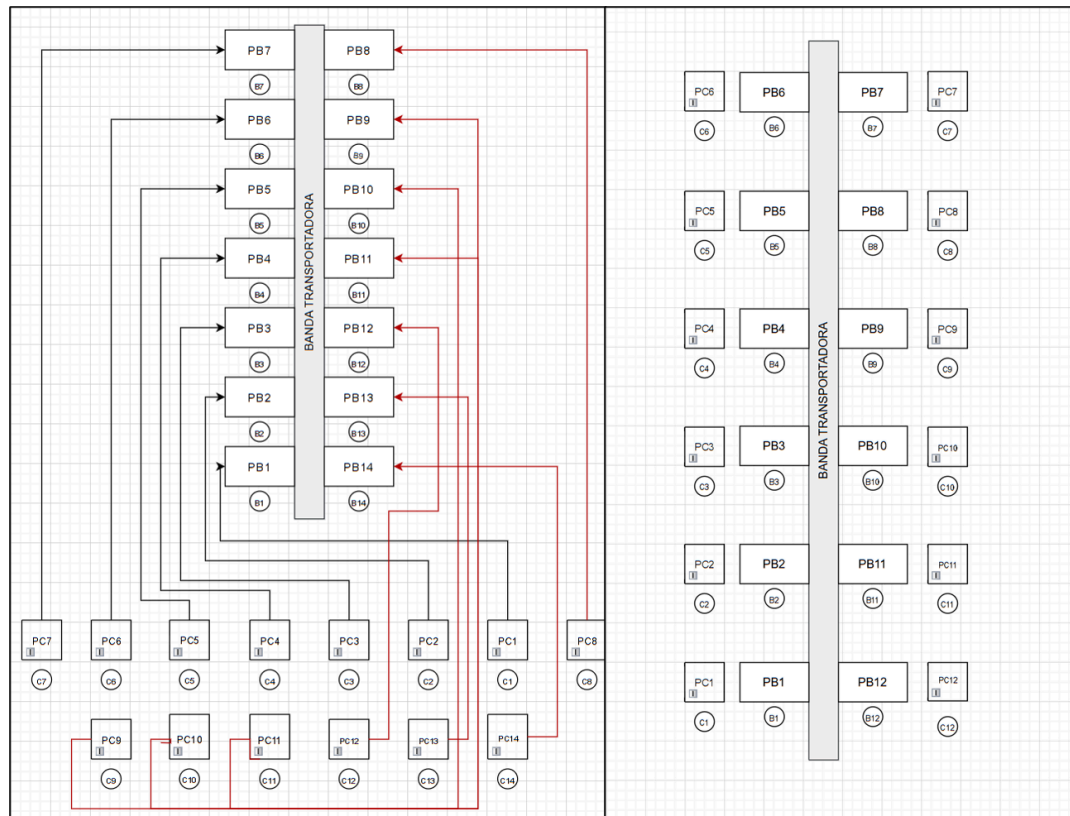 PB7 PB8
B7 B8
PB6 PB9
B6 B9
PB5 PB10
B5 B10
PB4 PB11
B4 B11
PB3 PB12
B3 B12
PB2 PB13
B2 B13
PB1 PB14
B1 B14
BANDA TRANSPORTADORA
PC7 PC6 PC5 PC4 PC3 PC2 PC1 PC8
C7 C6 C5 C4 C3 C2 C1 C8
PC9 PC10 PC11 PC12 PC13 PC14
C9 C10 C11 C12 C13 C14
PC6 PB6 PB7 PC7
C6 B6 B7 C7
PC5 PB5 PB8 PC8
C5 B5 B8 C8
PC4 PB4 PB9 PC9
C4 B4 B9 C9
BANDA TRANSPORTADORA
PC3 PB3 PB10 PC10
C3 B3 B10 C10
PC2 PB2 PB11 PC11
C2 B2 B11 C11
PC1 PB1 PB12 PC12
C1 B1 B12 C12